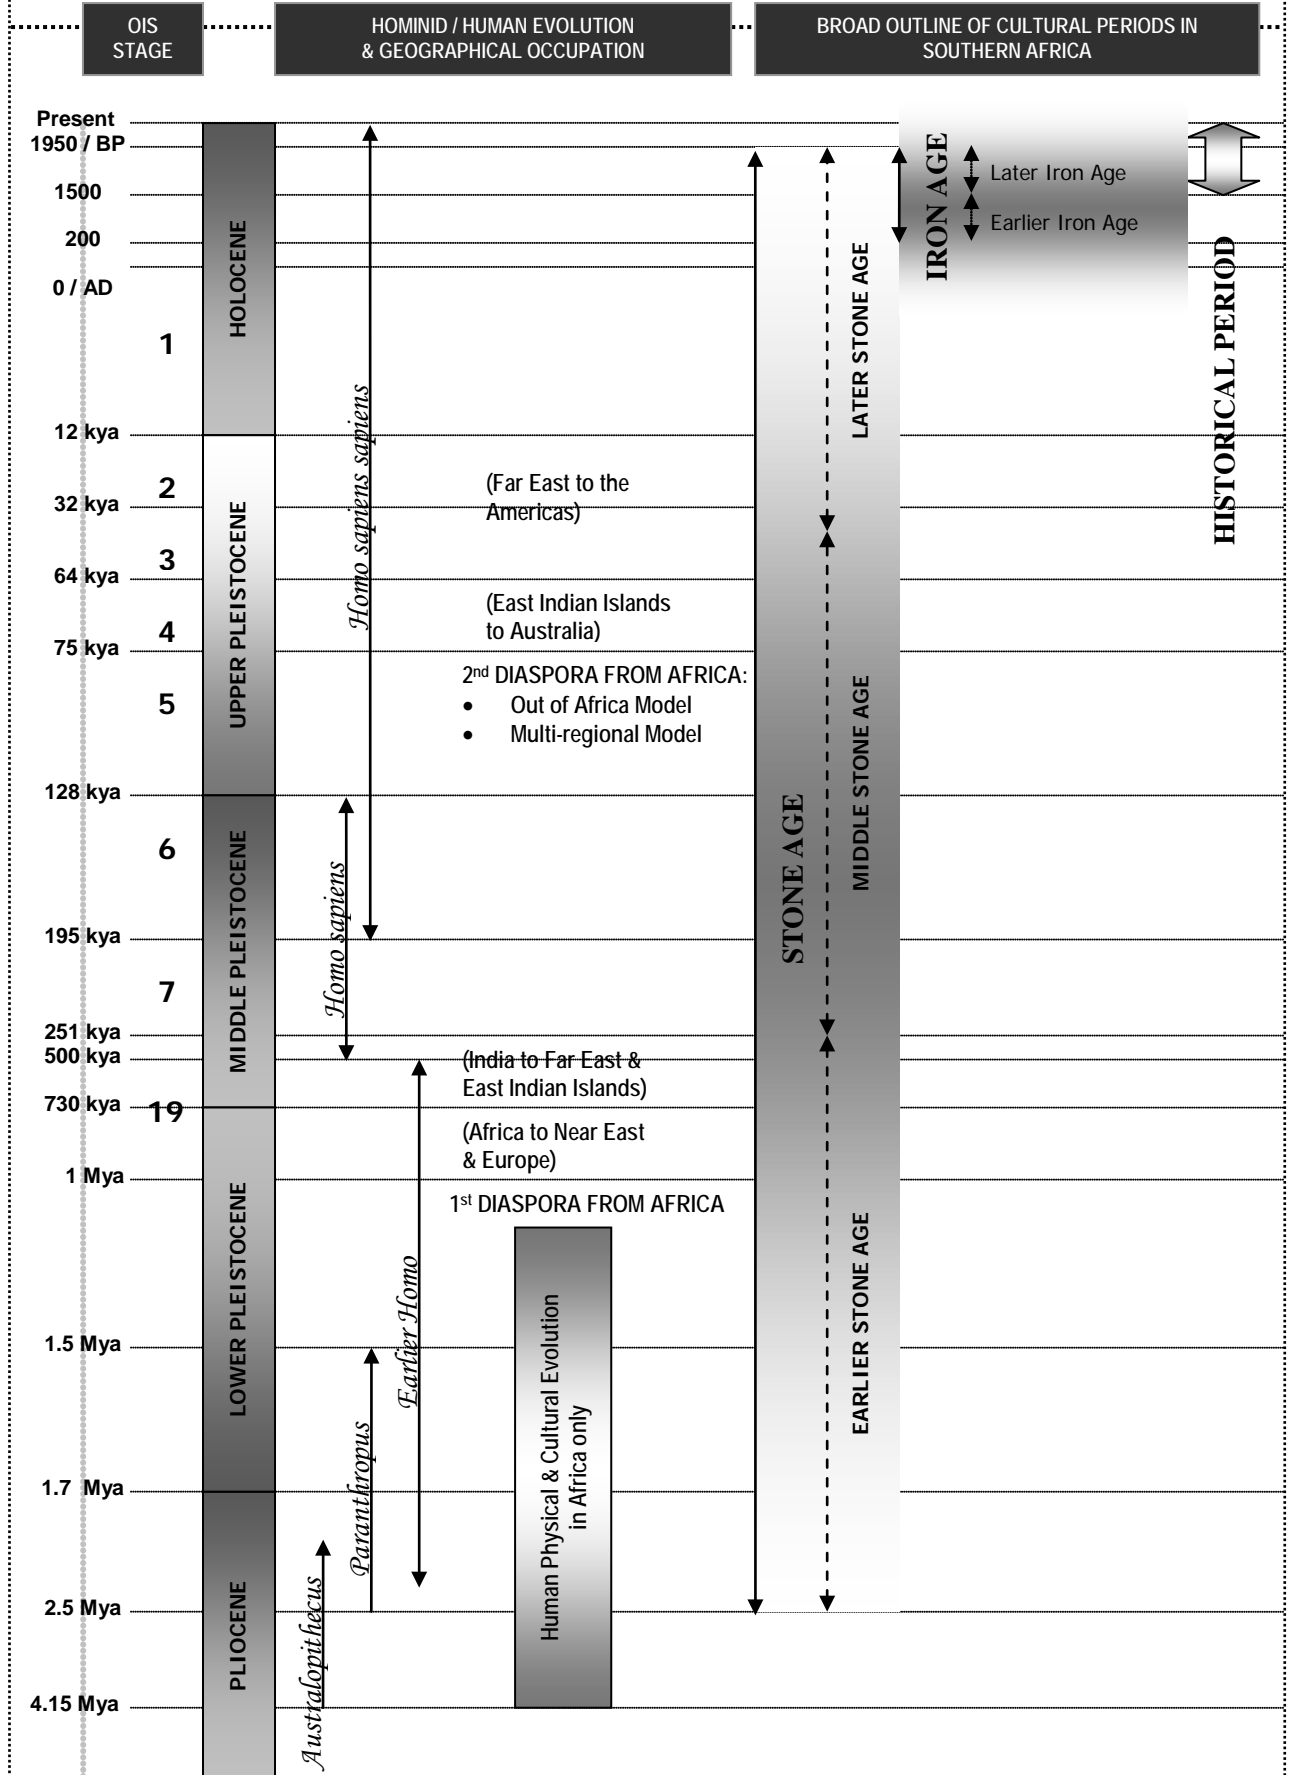 OIS
STAGE
HOMINID / HUMAN EVOLUTION
& GEOGRAPHICAL OCCUPATION
BROAD OUTLINE OF CULTURAL PERIODS IN
SOUTHERN AFRICA
Present
1950 / BP
1500
200
0 / AD
12 kya
32 kya
64 kya
75 kya
128 kya
195 kya
251 kya
500 kya
730 kya
1 Mya
1.5 Mya
1.7 Mya
2.5 Mya
4.15 Mya
1
2
3
4
5
6
7
19
HOLOCENE
UPPER PLEISTOCENE
MIDDLE PLEISTOCENE
LOWER PLEISTOCENE
PLIOCENE
Homo sapiens sapiens
Homo sapiens
Earlier Homo
Paranthropus
Australopithecus
(Far East to the
Americas)
(East Indian Islands
to Australia)
2nd DIASPORA FROM AFRICA:
• Out of Africa Model
• Multi-regional Model
(India to Far East &
East Indian Islands)
(Africa to Near East
& Europe)
1st DIASPORA FROM AFRICA
Human Physical & Cultural Evolution
in Africa only
STONE AGE
LATER STONE AGE
MIDDLE STONE AGE
EARLIER STONE AGE
IRON AGE
Later Iron Age
Earlier Iron Age
HISTORICAL PERIOD